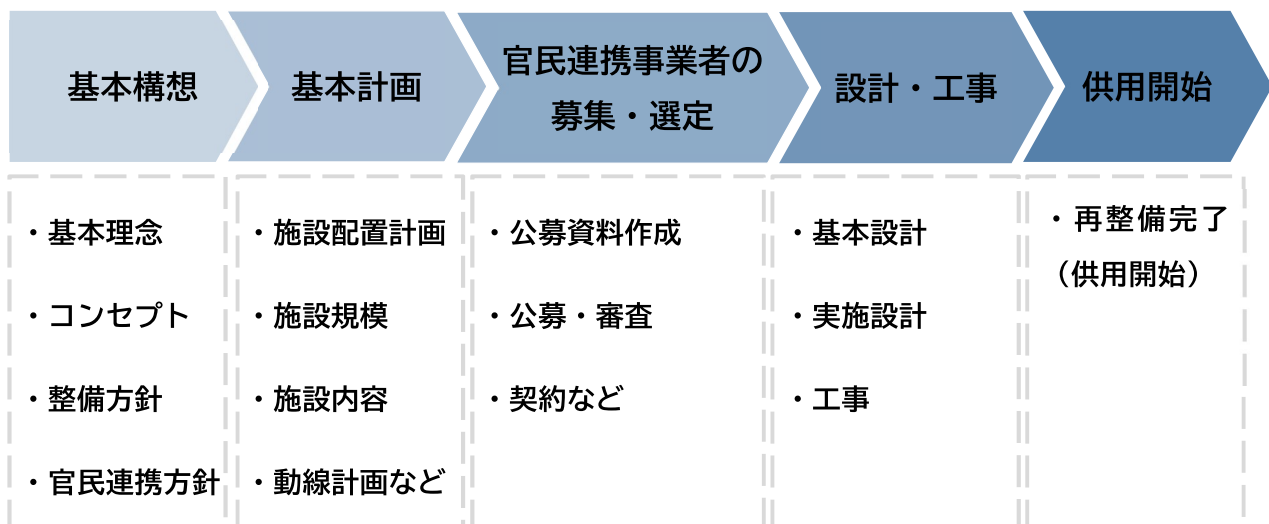 基本構想
基本計画
官民連携事業者の
募集・選定
設計・工事
供用開始
・基本理念
・コンセプト
・整備方針
・官民連携方針
・施設配置計画
・施設規模
・施設内容
・動線計画など
・公募資料作成
・公募・審査
・契約など
・基本設計
・実施設計
・工事
・再整備完了
（供用開始）